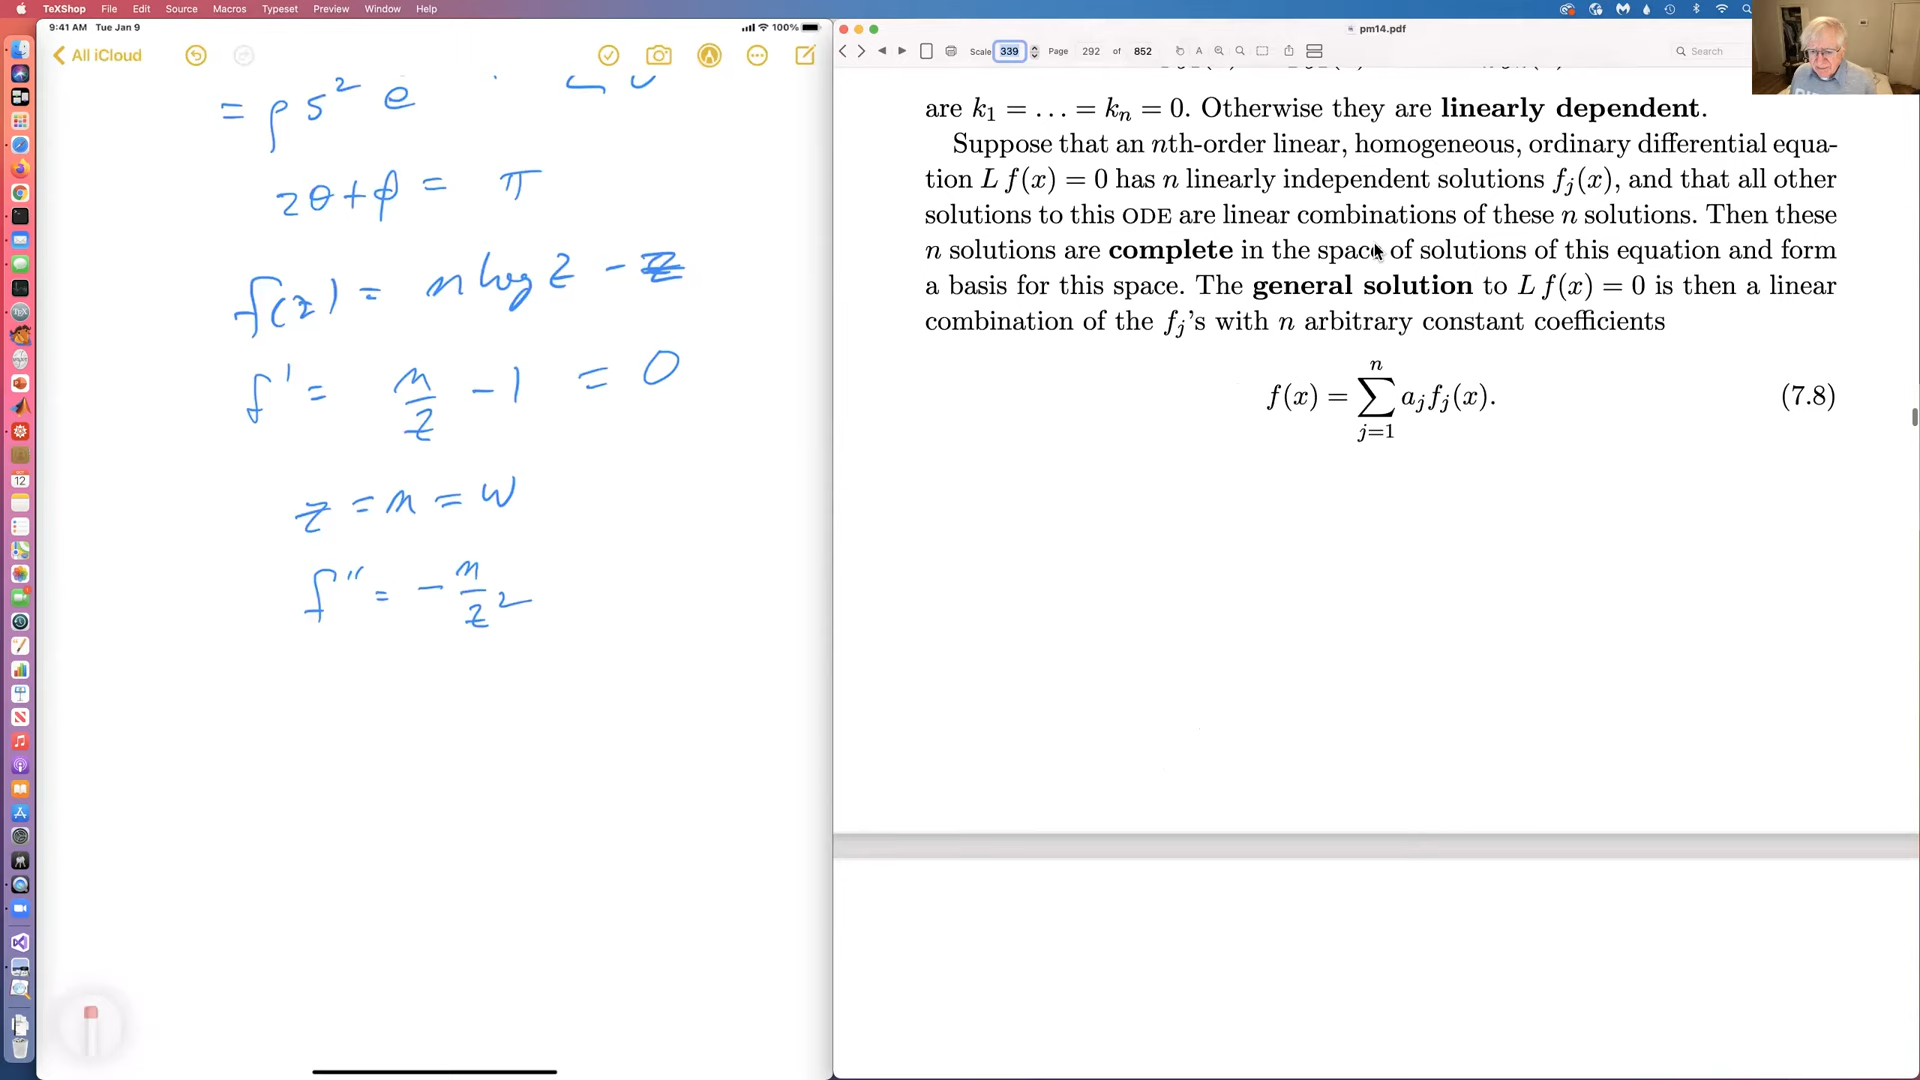 TeXShop File Edit Source Macros Typeset Preview Window Help
9:41 AM Tue Jan 9
100%
All iCloud
= ρ s² e
2θ + φ = π
f(z) = n log z - z
f' = n/z - 1 = 0
z = n = w
f'' = - n/z²
pm14.pdf
Scale 339 Page 292 of 852 A Search
are k₁ = . . . = kₙ = 0. Otherwise they are linearly dependent.
Suppose that an nth-order linear, homogeneous, ordinary differential equa-
tion L f(x) = 0 has n linearly independent solutions fⱼ(x), and that all other
solutions to this ODE are linear combinations of these n solutions. Then these
n solutions are complete in the space of solutions of this equation and form
a basis for this space. The general solution to L f(x) = 0 is then a linear
combination of the fⱼ's with n arbitrary constant coefficients
f(x) = ∑ⱼ₌₁ⁿ aⱼfⱼ(x). (7.8)
OCT
12